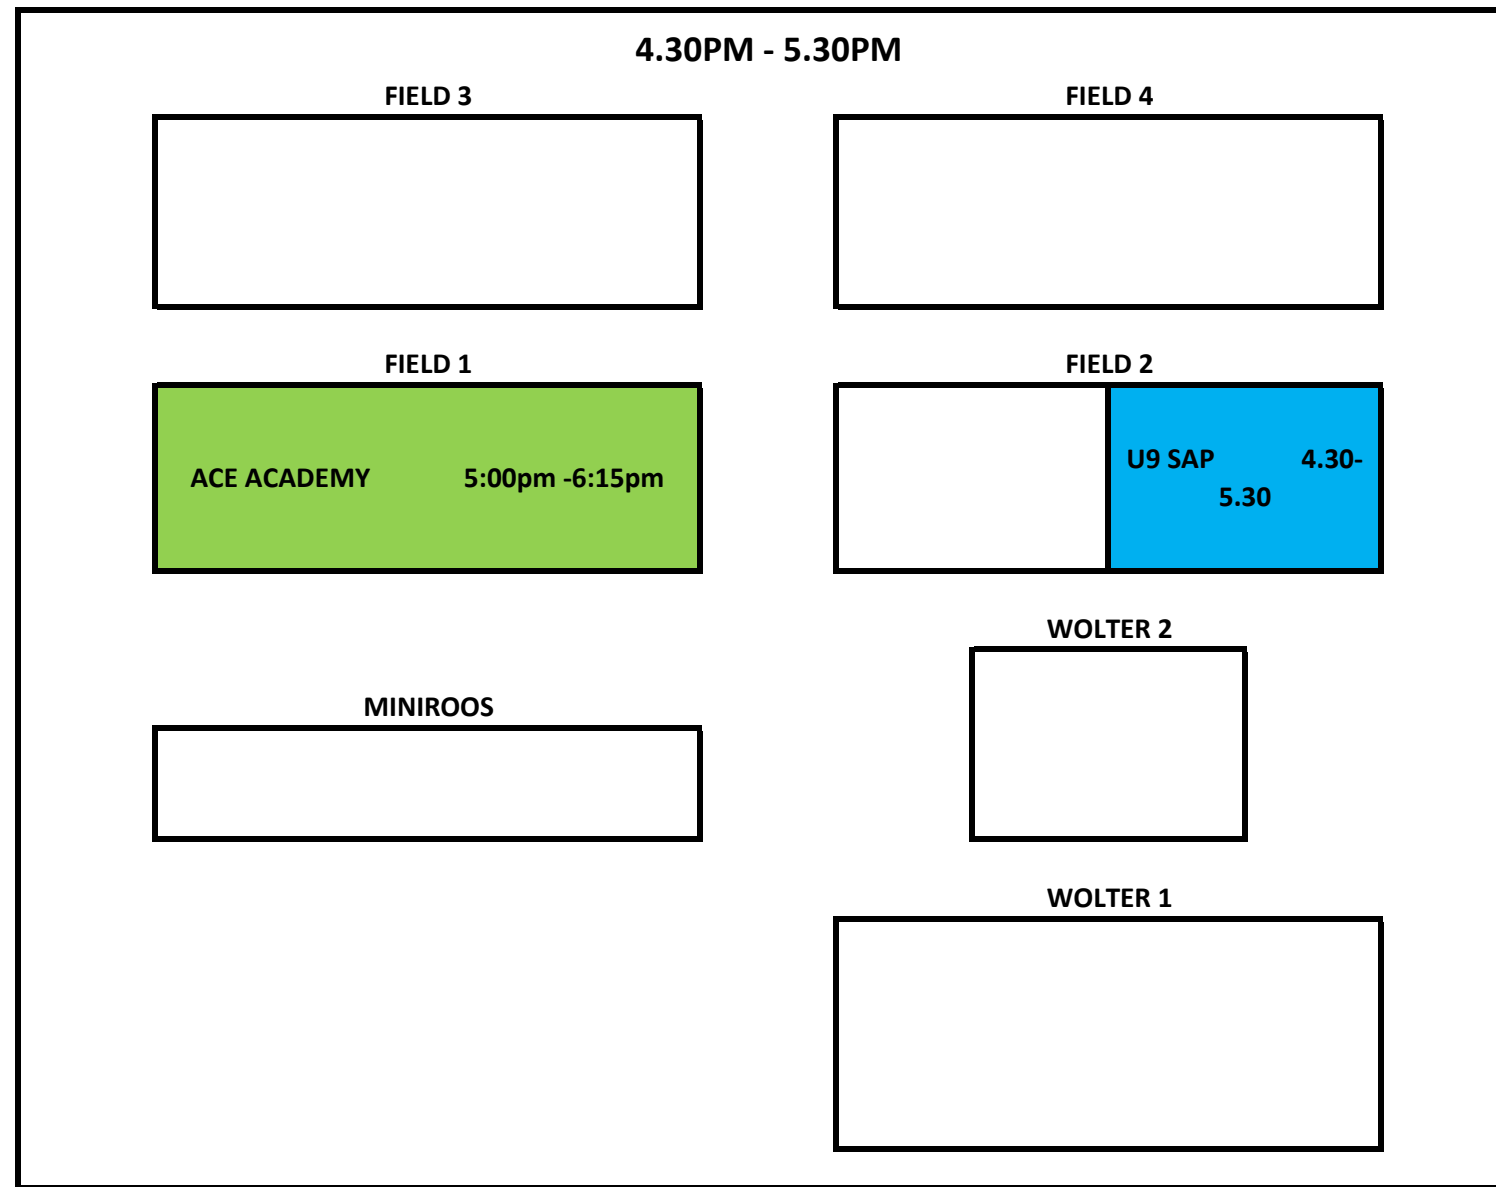 4.30PM - 5.30PM
FIELD 3
FIELD 4
FIELD 1
FIELD 2
ACE ACADEMY 5:00pm -6:15pm
U9 SAP 4.30-
5.30
WOLTER 2
MINIROOS
WOLTER 1